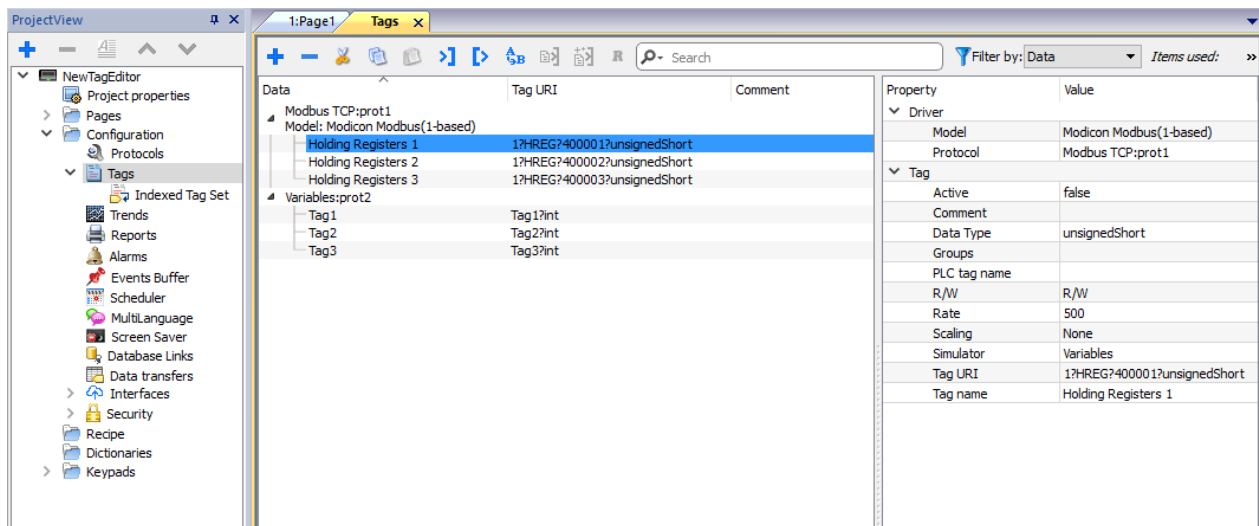 ProjectView
NewTagEditor
Project properties
Pages
Configuration
Protocols
Tags
Indexed Tag Set
Trends
Reports
Alarms
Events Buffer
Scheduler
MultiLanguage
Screen Saver
Database Links
Data transfers
Interfaces
Security
Recipe
Dictionaries
Keypads
1:Page1 Tags
Search Filter by: Data Items used: »
Data Tag URI Comment
Modbus TCP:prot1
Model: Modicon Modbus(1-based)
Holding Registers 1 1?HREG?400001?unsignedShort
Holding Registers 2 1?HREG?400002?unsignedShort
Holding Registers 3 1?HREG?400003?unsignedShort
Variables:prot2
Tag1 Tag1?int
Tag2 Tag2?int
Tag3 Tag3?int
Property Value
Driver
Model Modicon Modbus(1-based)
Protocol Modbus TCP:prot1
Tag
Active false
Comment
Data Type unsignedShort
Groups
PLC tag name
R/W R/W
Rate 500
Scaling None
Simulator Variables
Tag URI 1?HREG?400001?unsignedShort
Tag name Holding Registers 1